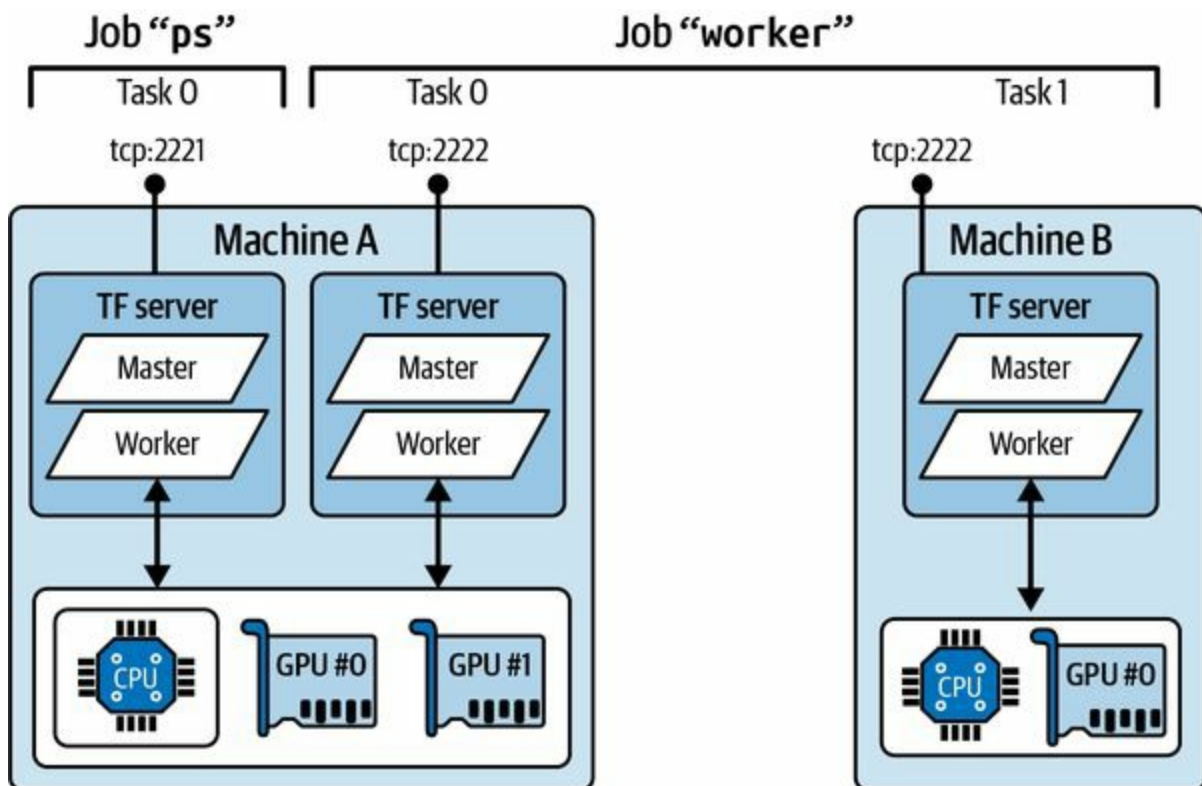 Job “ps”
Job “worker”
Task 0
Task 0
Task 1
tcp:2221
tcp:2222
tcp:2222
Machine A
Machine B
TF server
TF server
TF server
Master
Master
Master
Worker
Worker
Worker
CPU
GPU #0
GPU #1
CPU
GPU #0